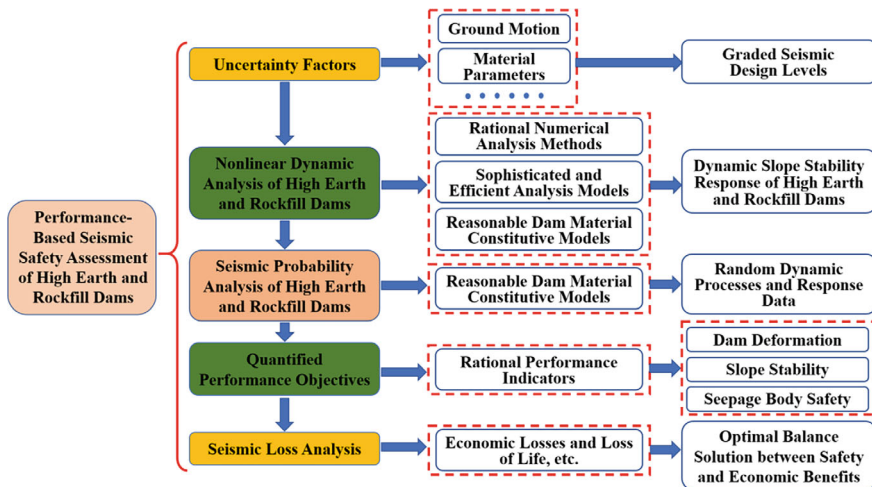 Performance-
Based Seismic
Safety Assessment
of High Earth and
Rockfill Dams
Uncertainty Factors
Ground Motion
Material
Parameters
Graded Seismic
Design Levels
Nonlinear Dynamic
Analysis of High Earth
and Rockfill Dams
Rational Numerical
Analysis Methods
Sophisticated and
Efficient Analysis Models
Reasonable Dam Material
Constitutive Models
Dynamic Slope Stability
Response of High Earth
and Rockfill Dams
Seismic Probability
Analysis of High Earth
and Rockfill Dams
Reasonable Dam Material
Constitutive Models
Random Dynamic
Processes and Response
Data
Quantified
Performance Objectives
Rational Performance
Indicators
Dam Deformation
Slope Stability
Seepage Body Safety
Seismic Loss Analysis
Economic Losses and Loss
of Life, etc.
Optimal Balance
Solution between Safety
and Economic Benefits